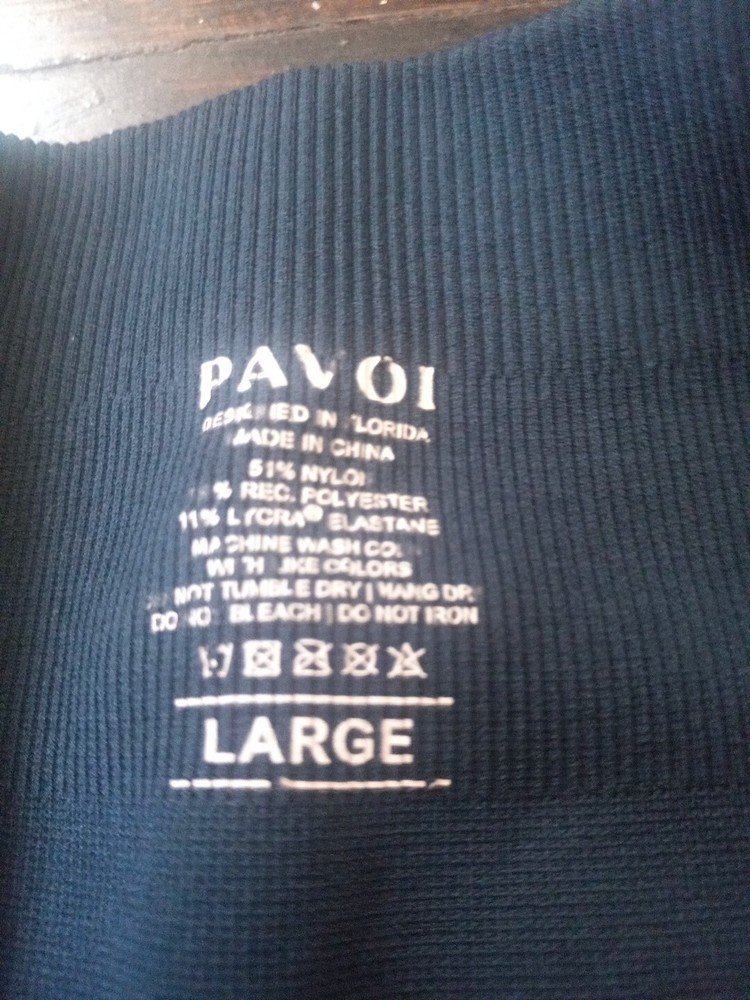 PAVOI
DESIGNED IN FLORIDA
MADE IN CHINA
51% NYLON
% REC. POLYESTER
11% LYCRA® ELASTANE
MACHINE WASH COLD
WITH LIKE COLORS
DO NOT TUMBLE DRY | HANG DRY
DO NOT BLEACH | DO NOT IRON
LARGE